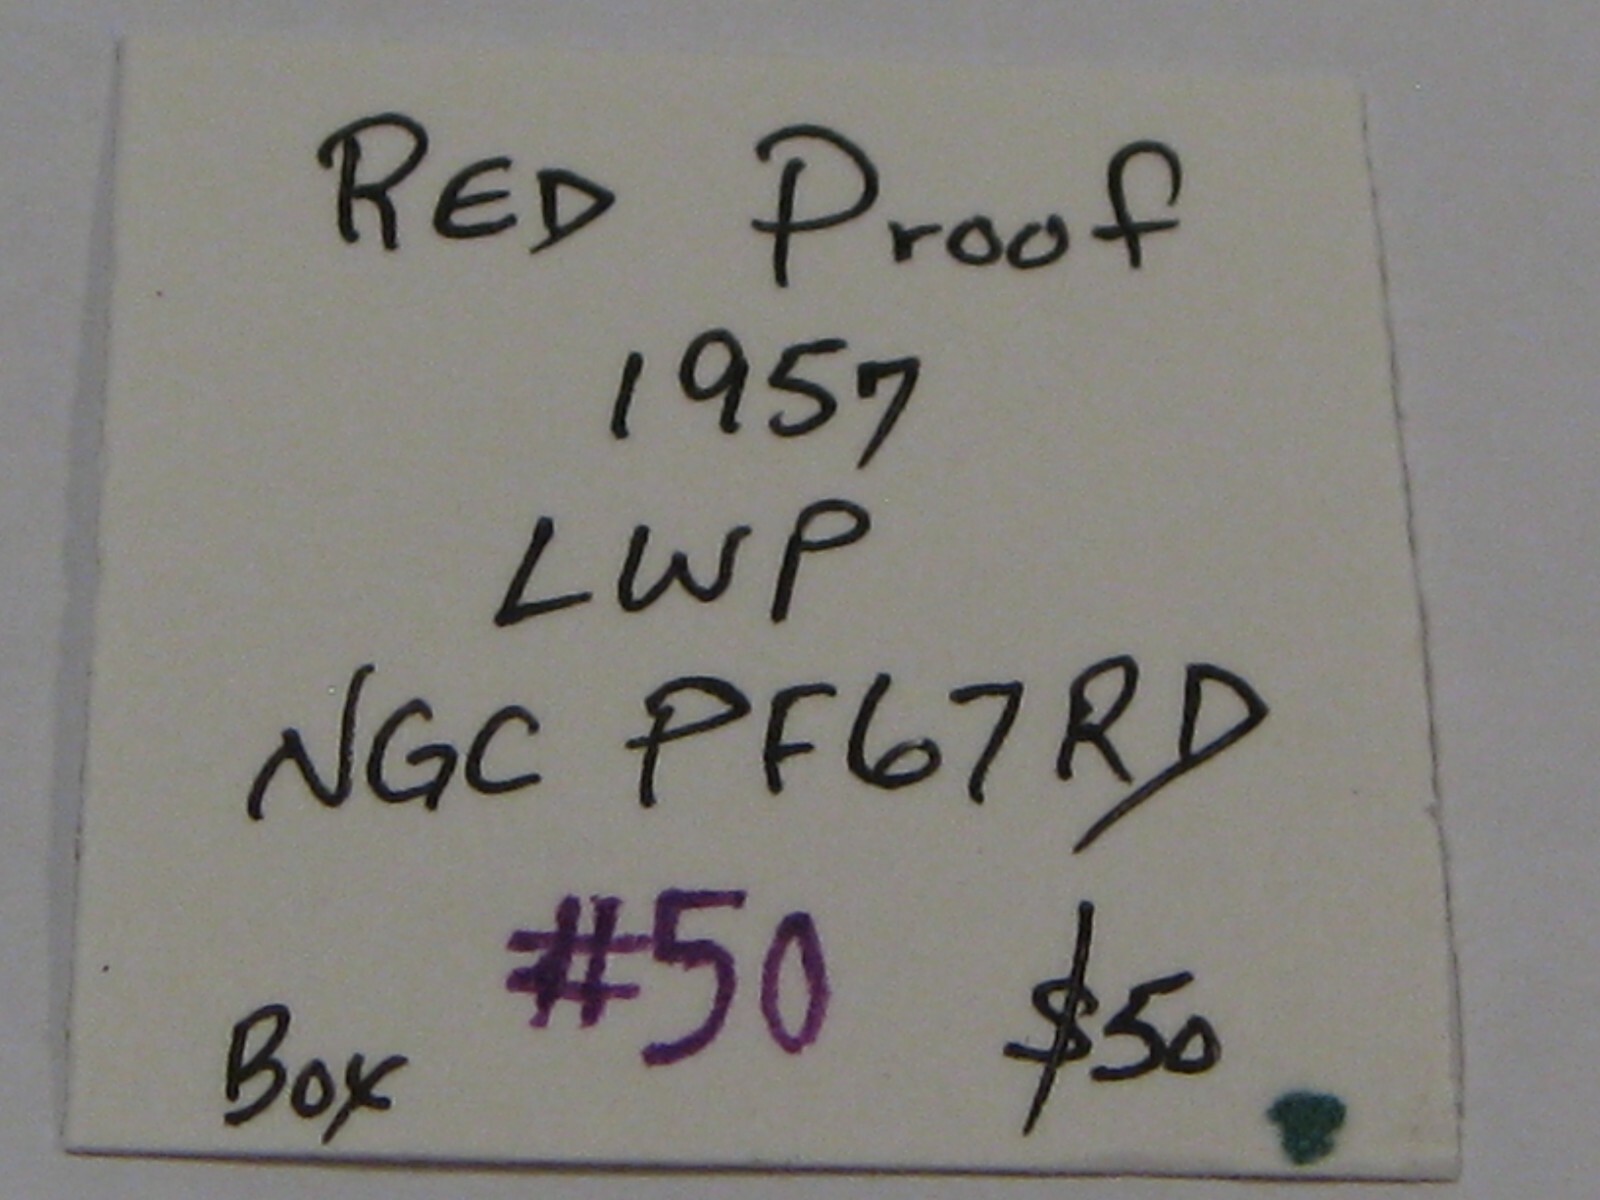 RED Proof
1957
LWP
NGC PF67RD
#50 $50
Box